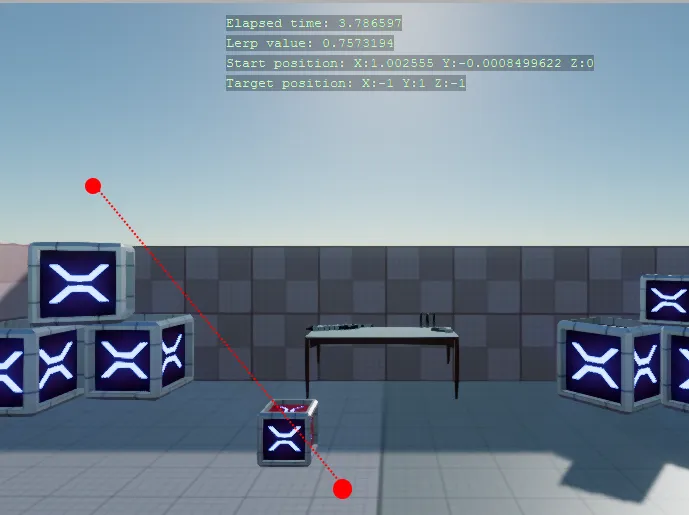 Elapsed time: 3.786597
Lerp value: 0.7573194
Start position: X:1.002555 Y:-0.0008499622 Z:0
Target position: X:-1 Y:1 Z:-1